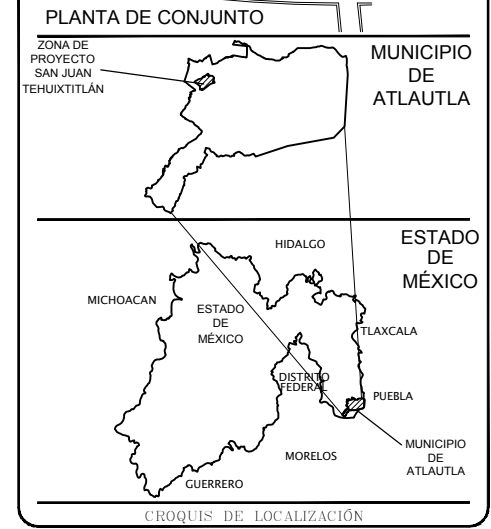 PLANTA DE CONJUNTO
ZONA DE
PROYECTO
SAN JUAN
TEHUIXTITLÁN
MUNICIPIO
DE
ATLAUTLA
ESTADO
DE
MÉXICO
HIDALGO
MICHOACAN
ESTADO
DE
MÉXICO
TLAXCALA
DISTRITO
FEDERAL
PUEBLA
MUNICIPIO
DE
ATLAUTLA
MORELOS
GUERRERO
CROQUIS DE LOCALIZACIÓN